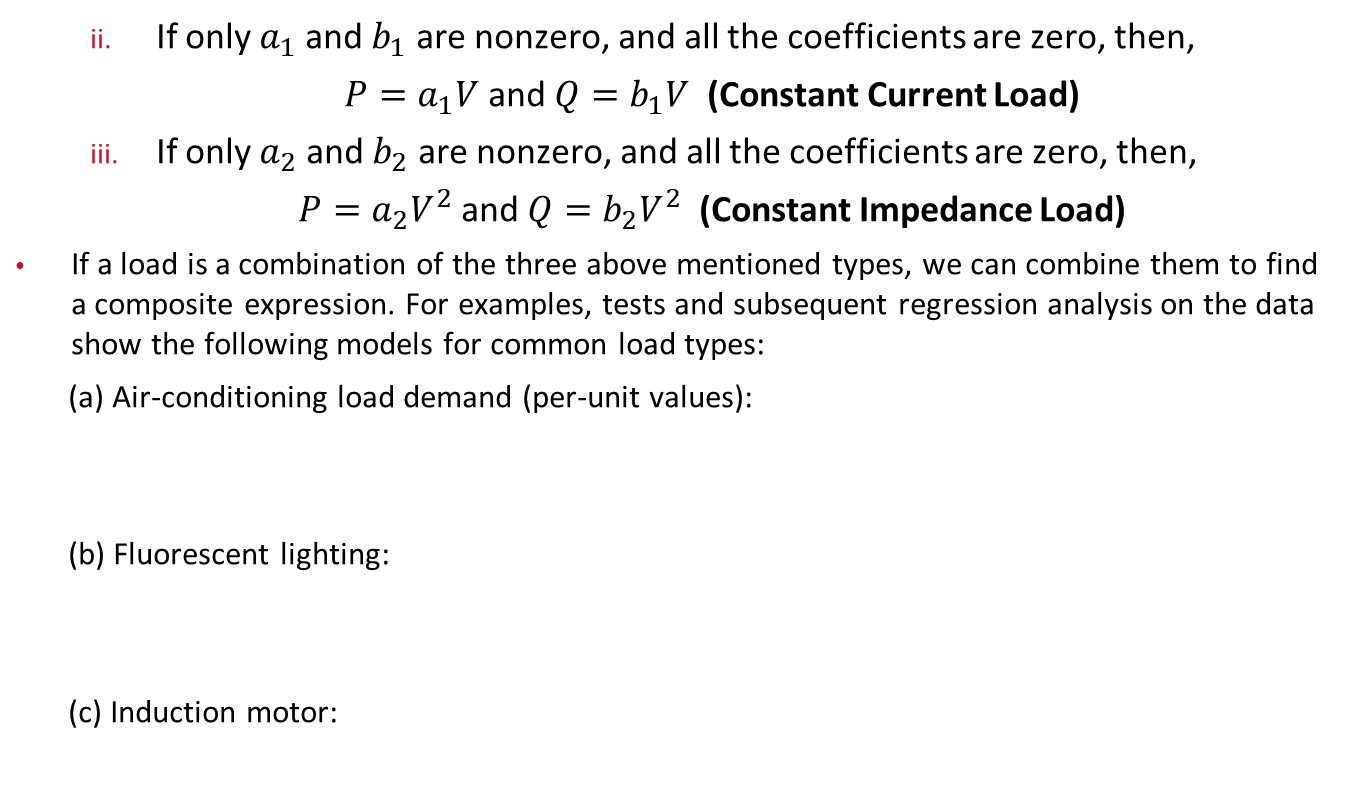 ii. If only a₁ and b₁ are nonzero, and all the coefficients are zero, then,
P = a₁V and Q = b₁V (Constant Current Load)
iii. If only a₂ and b₂ are nonzero, and all the coefficients are zero, then,
P = a₂V² and Q = b₂V² (Constant Impedance Load)
• If a load is a combination of the three above mentioned types, we can combine them to find
a composite expression. For examples, tests and subsequent regression analysis on the data
show the following models for common load types:
(a) Air-conditioning load demand (per-unit values):
(b) Fluorescent lighting:
(c) Induction motor: